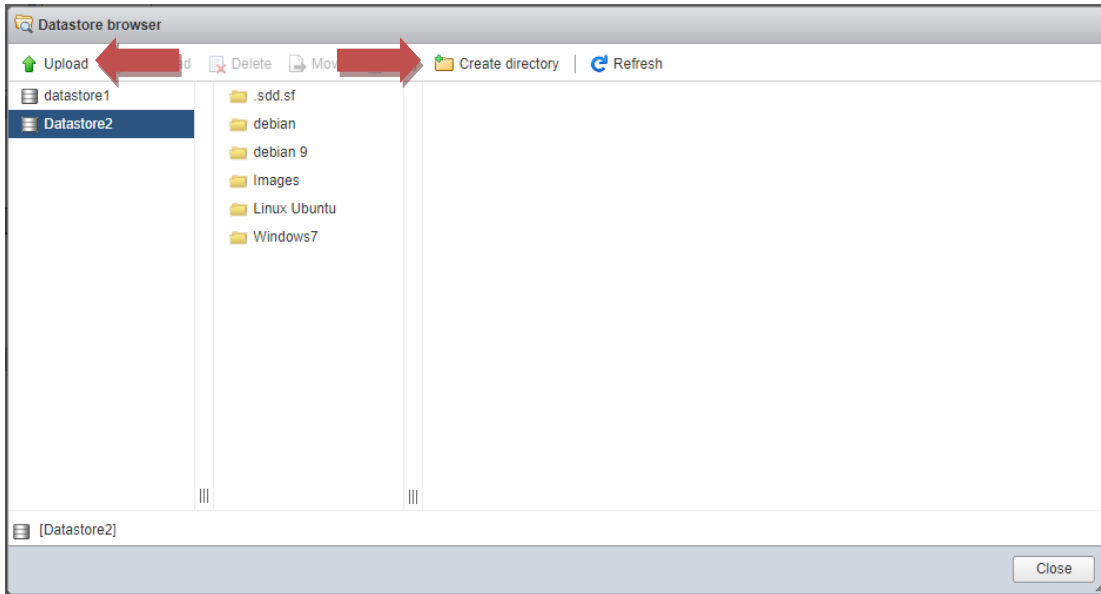 Datastore browser
Upload Delete Create directory | Refresh
datastore1
Datastore2
.sdd.sf
debian
debian 9
Images
Linux Ubuntu
Windows7
[Datastore2]
Close